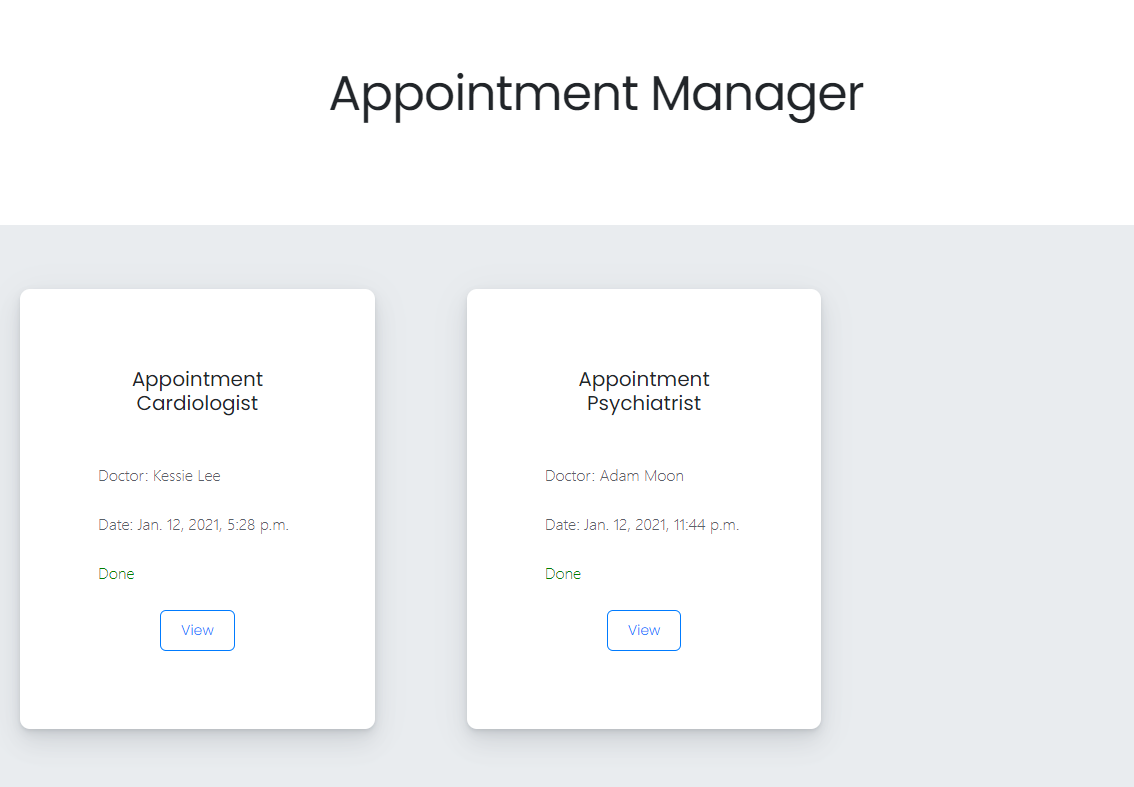 Appointment Manager
Appointment
Cardiologist
Doctor: Kessie Lee
Date: Jan. 12, 2021, 5:28 p.m.
Done
View
Appointment
Psychiatrist
Doctor: Adam Moon
Date: Jan. 12, 2021, 11:44 p.m.
Done
View